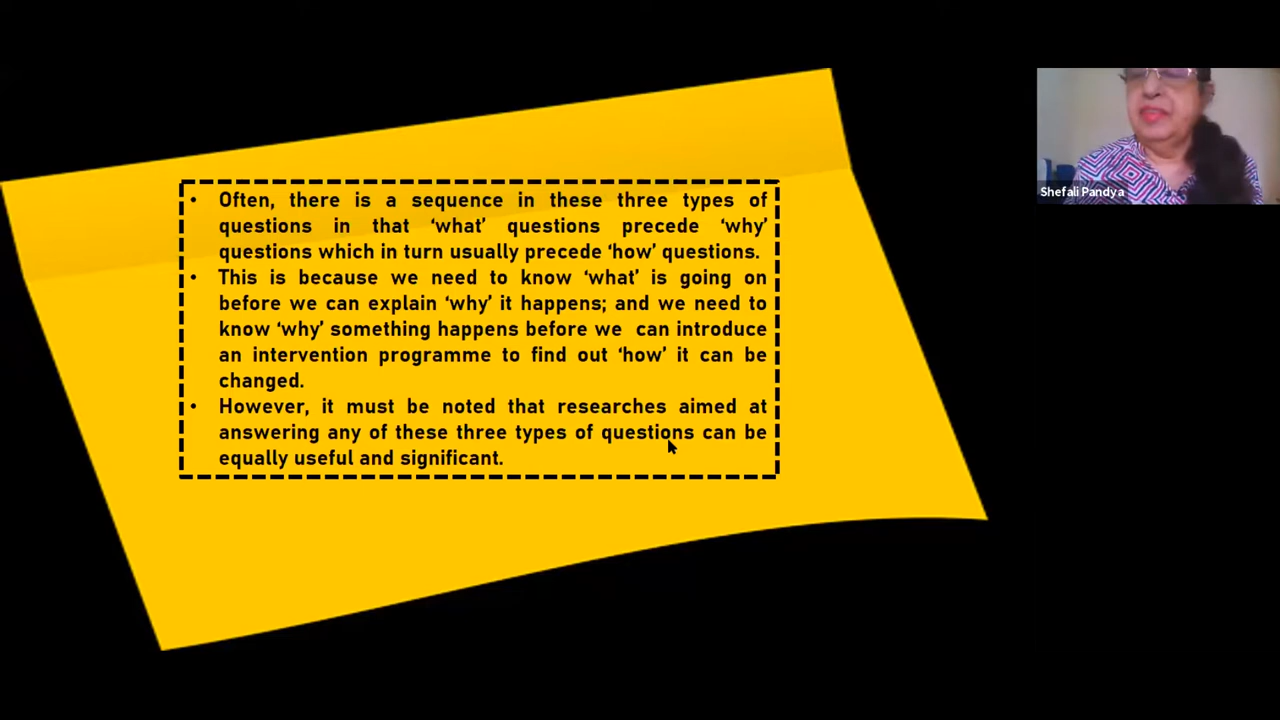 • Often, there is a sequence in these three types of
questions in that ‘what’ questions precede ‘why’
questions which in turn usually precede ‘how’ questions.
• This is because we need to know ‘what’ is going on
before we can explain ‘why’ it happens; and we need to
know ‘why’ something happens before we can introduce
an intervention programme to find out ‘how’ it can be
changed.
• However, it must be noted that researches aimed at
answering any of these three types of questions can be
equally useful and significant.
Shefali Pandya